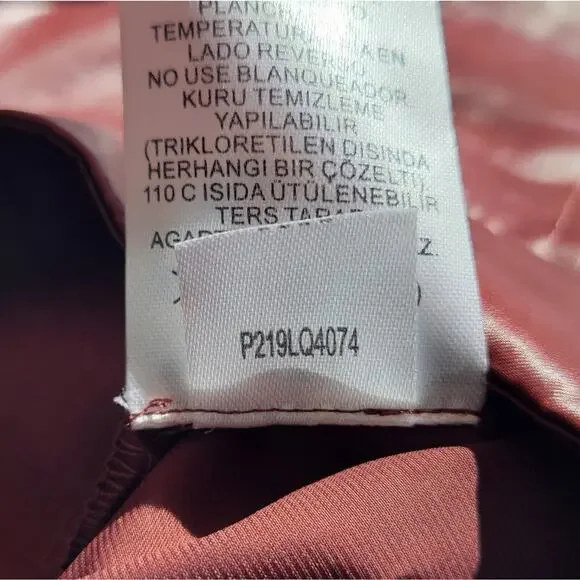 PLANCHADO
TEMPERATURA EN
LADO REVERSO
NO USE BLANQUEADOR.
KURU TEMIZLEME
YAPILABILIR
(TRIKLORETILEN DISINDA
HERHANGI BIR ÇÖZELTI).
110 C ISIDA ÜTÜLENEBILIR
TERS
P219LQ4074